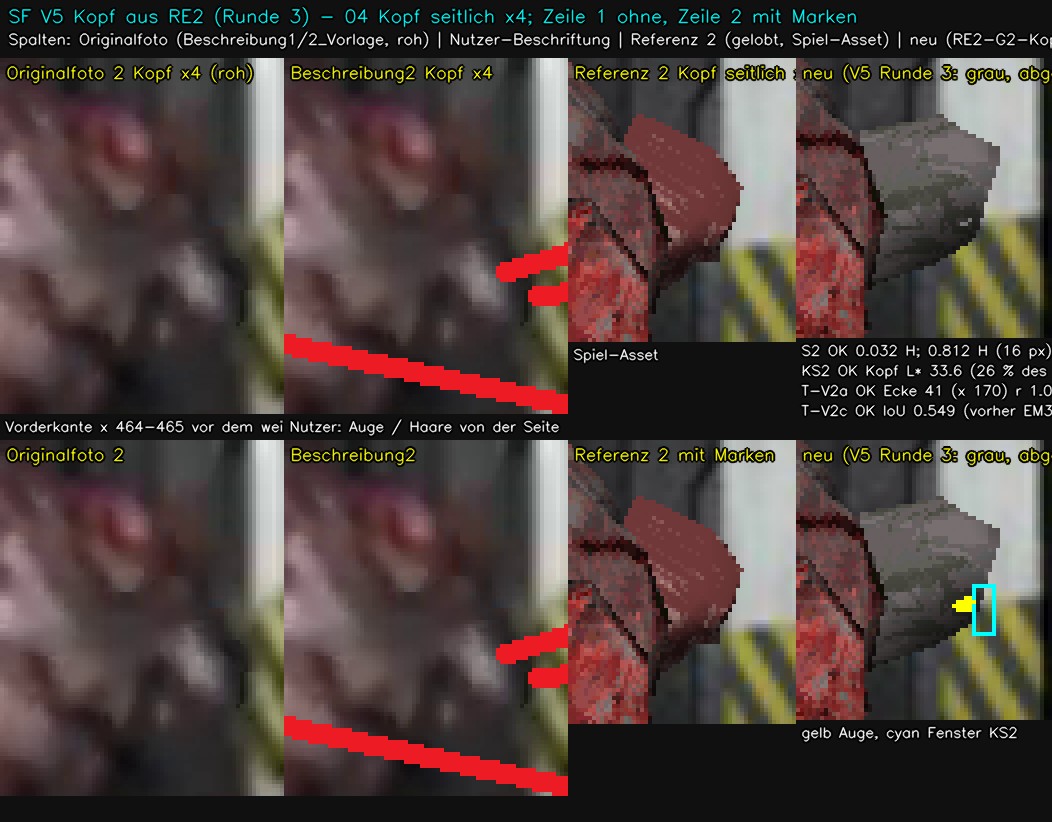 SF V5 Kopf aus RE2 (Runde 3) – 04 Kopf seitlich x4; Zeile 1 ohne, Zeile 2 mit Marken
Spalten: Originalfoto (Beschreibung1/2_Vorlage, roh) | Nutzer-Beschriftung | Referenz 2 (gelobt, Spiel-Asset) | neu (RE2-G2-Kop
Originalfoto 2 Kopf x4 (roh)
Beschreibung2 Kopf x4
Referenz 2 Kopf seitlich
neu (V5 Runde 3: grau, abg
Spiel-Asset
S2 OK 0.032 H; 0.812 H (16 px)
KS2 OK Kopf L* 33.6 (26 % des
T-V2a OK Ecke 41 (x 170) r 1.0
T-V2c OK IoU 0.549 (vorher EM3
Vorderkante x 464-465 vor dem wei
Nutzer: Auge / Haare von der Seite
Originalfoto 2
Beschreibung2
Referenz 2 mit Marken
neu (V5 Runde 3: grau, abg
gelb Auge, cyan Fenster KS2